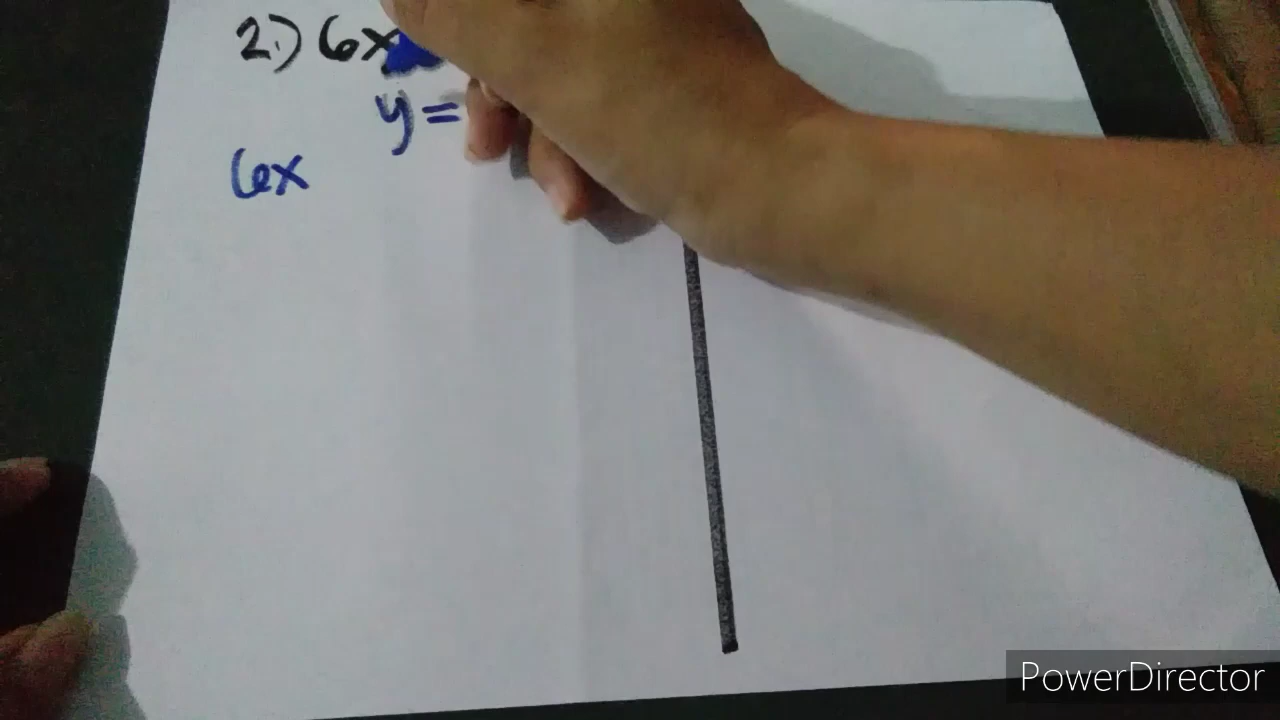 2.) 6x
y =
6x
PowerDirector